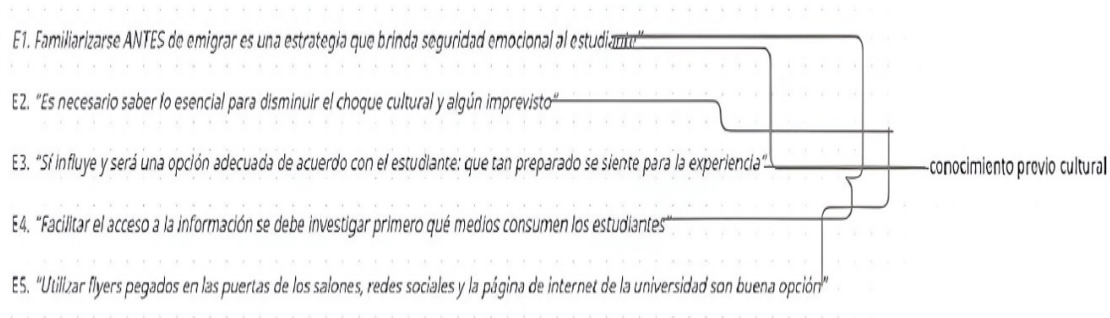 E1. Familiarizarse ANTES de emigrar es una estrategia que brinda seguridad emocional al estudiante"
E2. "Es necesario saber lo esencial para disminuir el choque cultural y algún imprevisto"
E3. "Sí influye y será una opción adecuada de acuerdo con el estudiante: que tan preparado se siente para la experiencia"
conocimiento previo cultural
E4. "Facilitar el acceso a la información se debe investigar primero qué medios consumen los estudiantes"
E5. "Utilizar flyers pegados en las puertas de los salones, redes sociales y la página de internet de la universidad son buena opción"